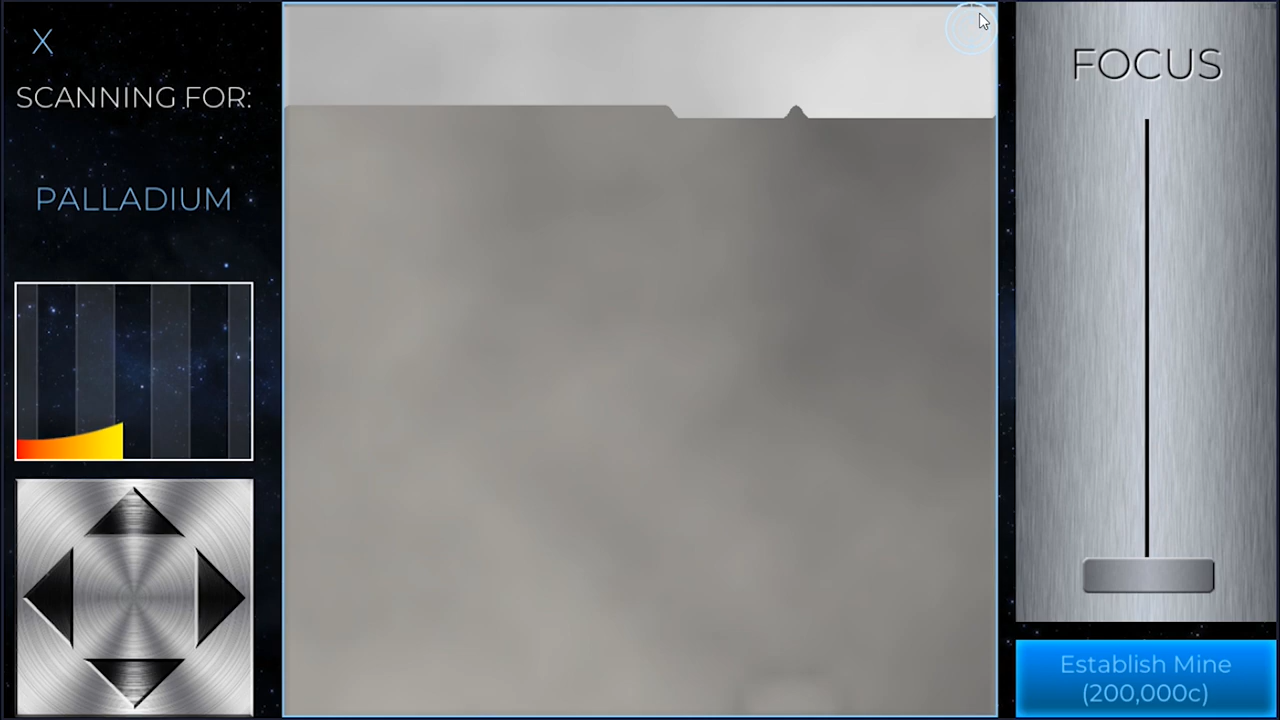 X
SCANNING FOR:
PALLADIUM
FOCUS
Establish Mine
(200,000c)